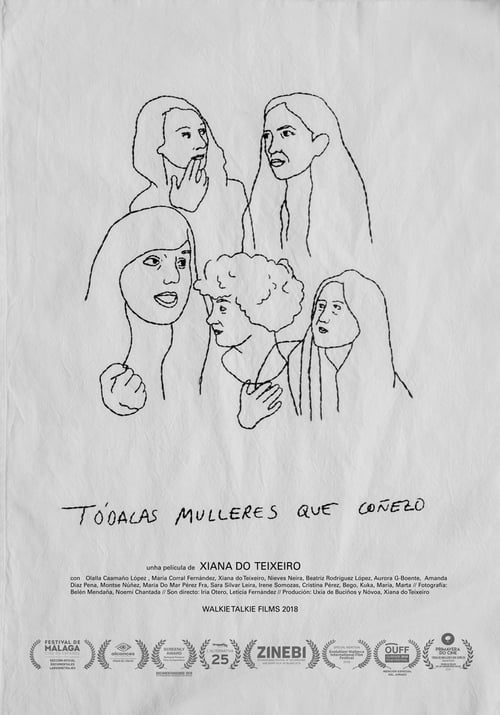 TÓDALAS MULLERES QUE COÑEZO
unha película de XIANA DO TEIXEIRO
con Olalla Caamaño López , María Corral Fernández, Xiana do Teixeiro, Nieves Neira, Beatriz Rodríguez López, Aurora G-Boente, Amanda
Díaz Pena, Montse Núñez, María Do Mar Pérez Fra, Sara Silvar Leira, Irene Somozas, Cristina Pérez, Bego, Kuka, María, Marta // Fotografía:
Belén Mendaña, Noemi Chantada // Son directo: Iria Otero, Leticia Fernández // Produción: Uxía de Buciños y Nóvoa, Xiana do Teixeiro
WALKIE TALKIE FILMS 2018
FESTIVAL DE
MÁLAGA
ALTERNATIVA
25
ZINEBI
OUFF
PRIMAVERA
DO CINE